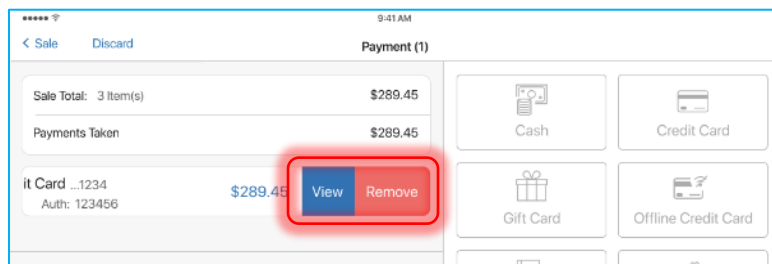 9:41 AM
< Sale Discard Payment (1)
Sale Total: 3 Item(s) $289.45
Payments Taken $289.45
it Card ...1234
Auth: 123456
$289.45 View Remove
Cash Credit Card
Gift Card Offline Credit Card